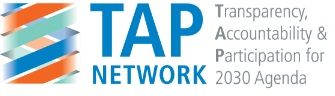 TAP
NETWORK
Transparency,
Accountability &
Participation for
2030 Agenda